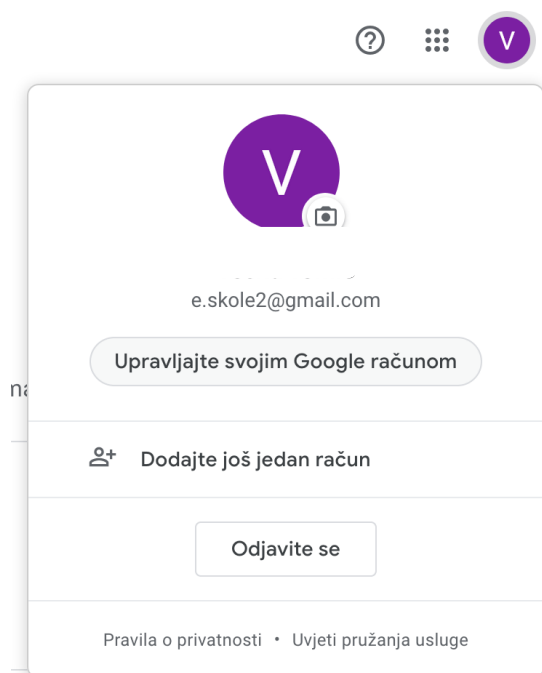 V
V
e.skole2@gmail.com
Upravljajte svojim Google računom
Dodajte još jedan račun
Odjavite se
Pravila o privatnosti • Uvjeti pružanja usluge